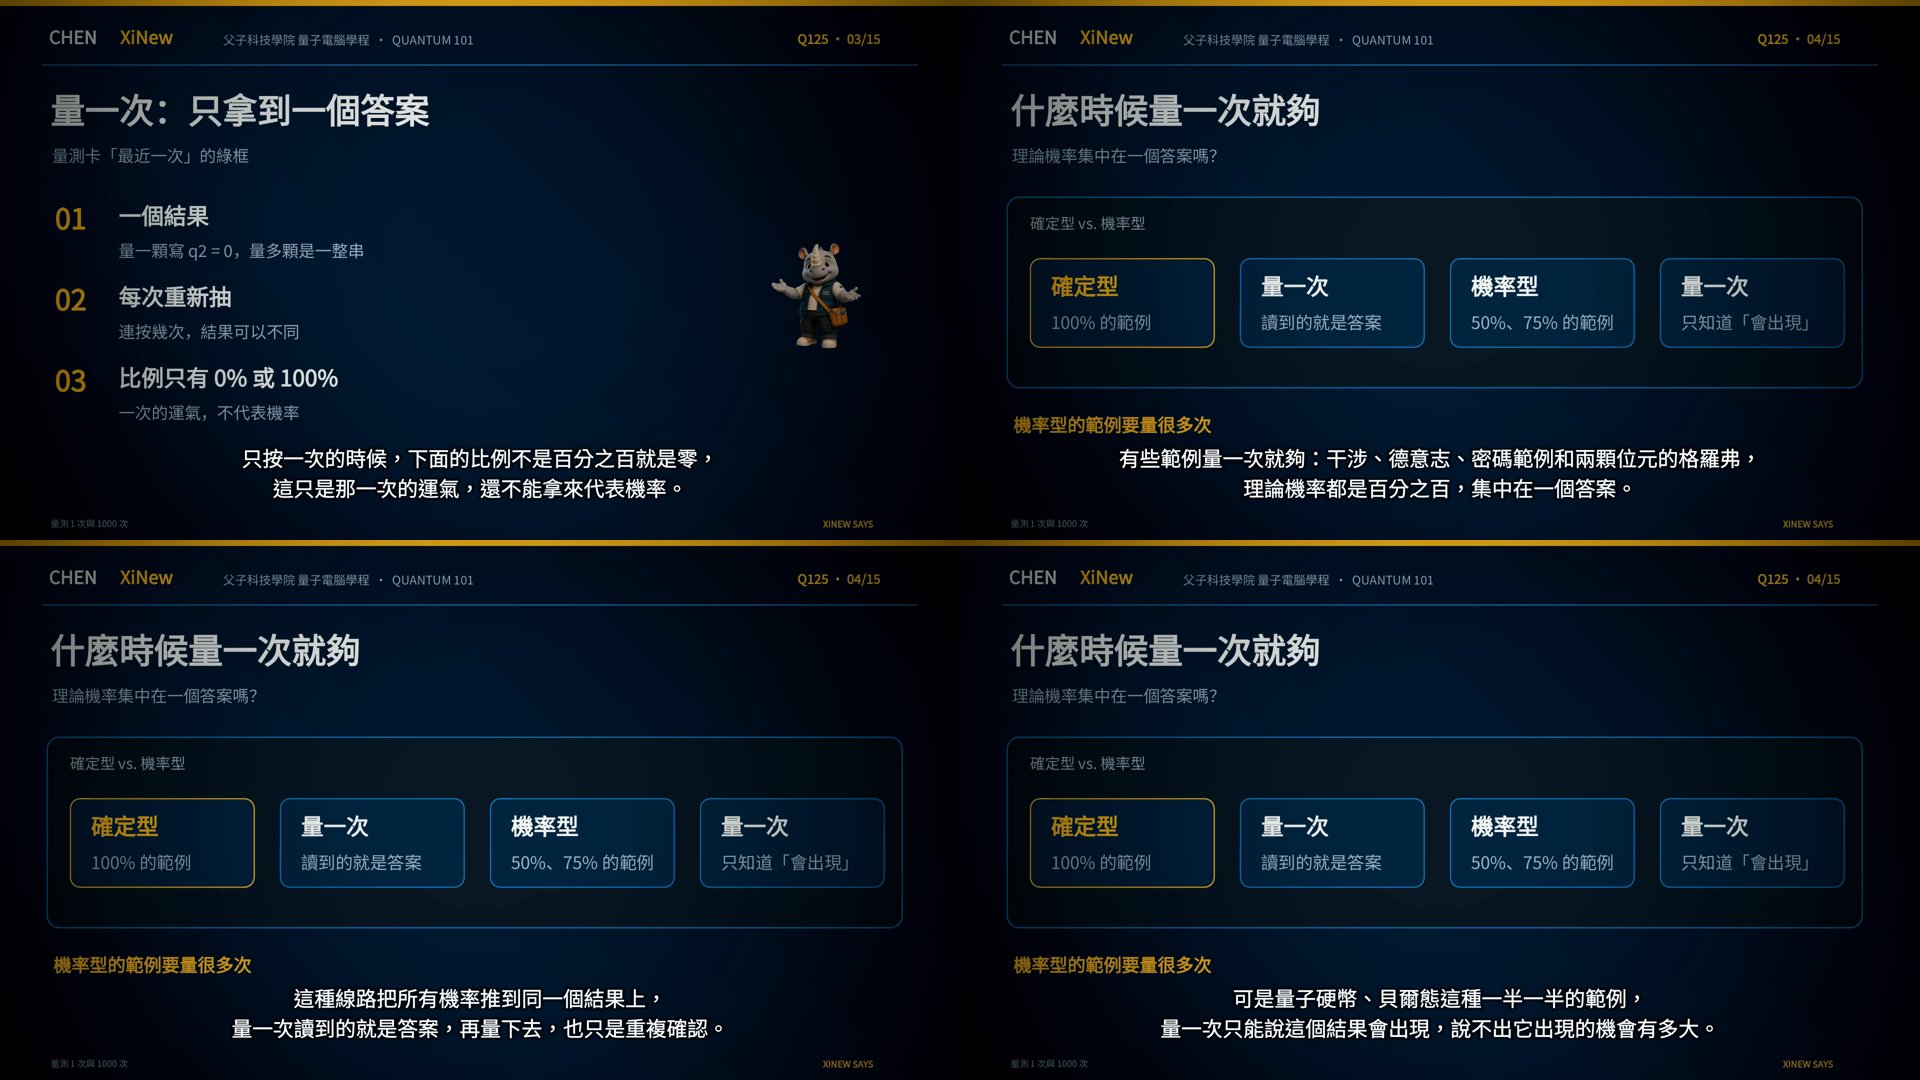 CHEN XiNew 父子科技學院 量子電腦學程 · QUANTUM 101 Q125 · 03/15
量一次：只拿到一個答案
量測卡「最近一次」的綠框
01 一個結果
量一顆寫 q2 = 0，量多顆是一整串
02 每次重新抽
連按幾次，結果可以不同
03 比例只有 0% 或 100%
一次的運氣，不代表機率
只按一次的時候，下面的比例不是百分之百就是零，
這只是那一次的運氣，還不能拿來代表機率。
量測 1 次與 1000 次 XINEW SAYS
CHEN XiNew 父子科技學院 量子電腦學程 · QUANTUM 101 Q125 · 04/15
什麼時候量一次就夠
理論機率集中在一個答案嗎？
確定型 vs. 機率型
確定型 量一次 機率型 量一次
100% 的範例 讀到的就是答案 50%、75% 的範例 只知道「會出現」
機率型的範例要量很多次
有些範例量一次就夠：干涉、德意志、密碼範例和兩顆位元的格羅弗，
理論機率都是百分之百，集中在一個答案。
量測 1 次與 1000 次 XINEW SAYS
CHEN XiNew 父子科技學院 量子電腦學程 · QUANTUM 101 Q125 · 04/15
什麼時候量一次就夠
理論機率集中在一個答案嗎？
確定型 vs. 機率型
確定型 量一次 機率型 量一次
100% 的範例 讀到的就是答案 50%、75% 的範例 只知道「會出現」
機率型的範例要量很多次
這種線路把所有機率推到同一個結果上，
量一次讀到的就是答案，再量下去，也只是重複確認。
量測 1 次與 1000 次 XINEW SAYS
CHEN XiNew 父子科技學院 量子電腦學程 · QUANTUM 101 Q125 · 04/15
什麼時候量一次就夠
理論機率集中在一個答案嗎？
確定型 vs. 機率型
確定型 量一次 機率型 量一次
100% 的範例 讀到的就是答案 50%、75% 的範例 只知道「會出現」
機率型的範例要量很多次
可是量子硬幣、貝爾態這種一半一半的範例，
量一次只能說這個結果會出現，說不出它出現的機會有多大。
量測 1 次與 1000 次 XINEW SAYS